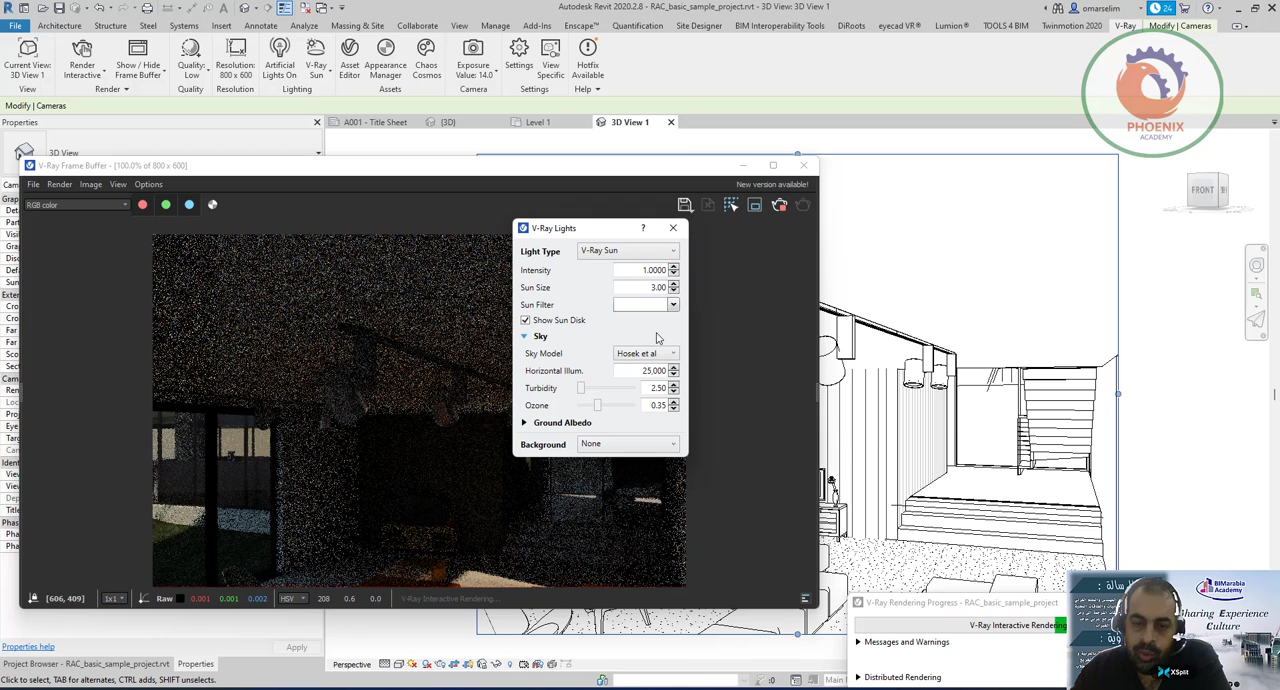 Autodesk Revit 2020.2.8 - RAC_basic_sample_project.rvt - 3D View: 3D View 1
omarselim
24
File Architecture Structure Steel Systems Insert Annotate Analyze Massing & Site Collaborate View Manage Add-Ins Enscape™ Quantification Site Designer BIM Interoperability Tools DiRoots eyecad VR® Lumion® TOOLS 4 BIM Twinmotion 2020 V-Ray Modify | Cameras
Current View: 3D View 1
Render Interactive
Show / Hide Frame Buffer
Quality: Low
Resolution: 800 x 600
Artificial Lights On
V-Ray Sun
Asset Editor
Appearance Manager
Chaos Cosmos
Exposure Value: 14.0
Settings
View Specific
Hotfix Available
View Render Quality Resolution Lighting Assets Camera Settings Help
PHOENIX
ACADEMY
Modify | Cameras
Properties
A001 - Title Sheet {3D} Level 1 3D View 1
3D View
V-Ray Frame Buffer - [100.0% of 800 x 600]
File Render Image View Options
New version available!
RGB color
FRONT
V-Ray Lights ?
Light Type V-Ray Sun
Intensity 1.0000
Sun Size 3.00
Sun Filter
Show Sun Disk
Sky
Sky Model Hosek et al
Horizontal Illum. 25,000
Turbidity 2.50
Ozone 0.35
Ground Albedo
Background None
[606, 409] 1x1 Raw 0.001 0.001 0.002 HSV 208 0.6 0.0 V-Ray Interactive Rendering...
V-Ray Rendering Progress - RAC_basic_sample_project
V-Ray Interactive Rendering
Messages and Warnings
Distributed Rendering
BIMarabia
Academy
Sharing Experience
Culture
XSplit
Properties help
Apply
Project Browser - RAC_basic_sample_project.rvt Properties
Perspective
Click to select, TAB for alternates, CTRL adds, SHIFT unselects.
:0